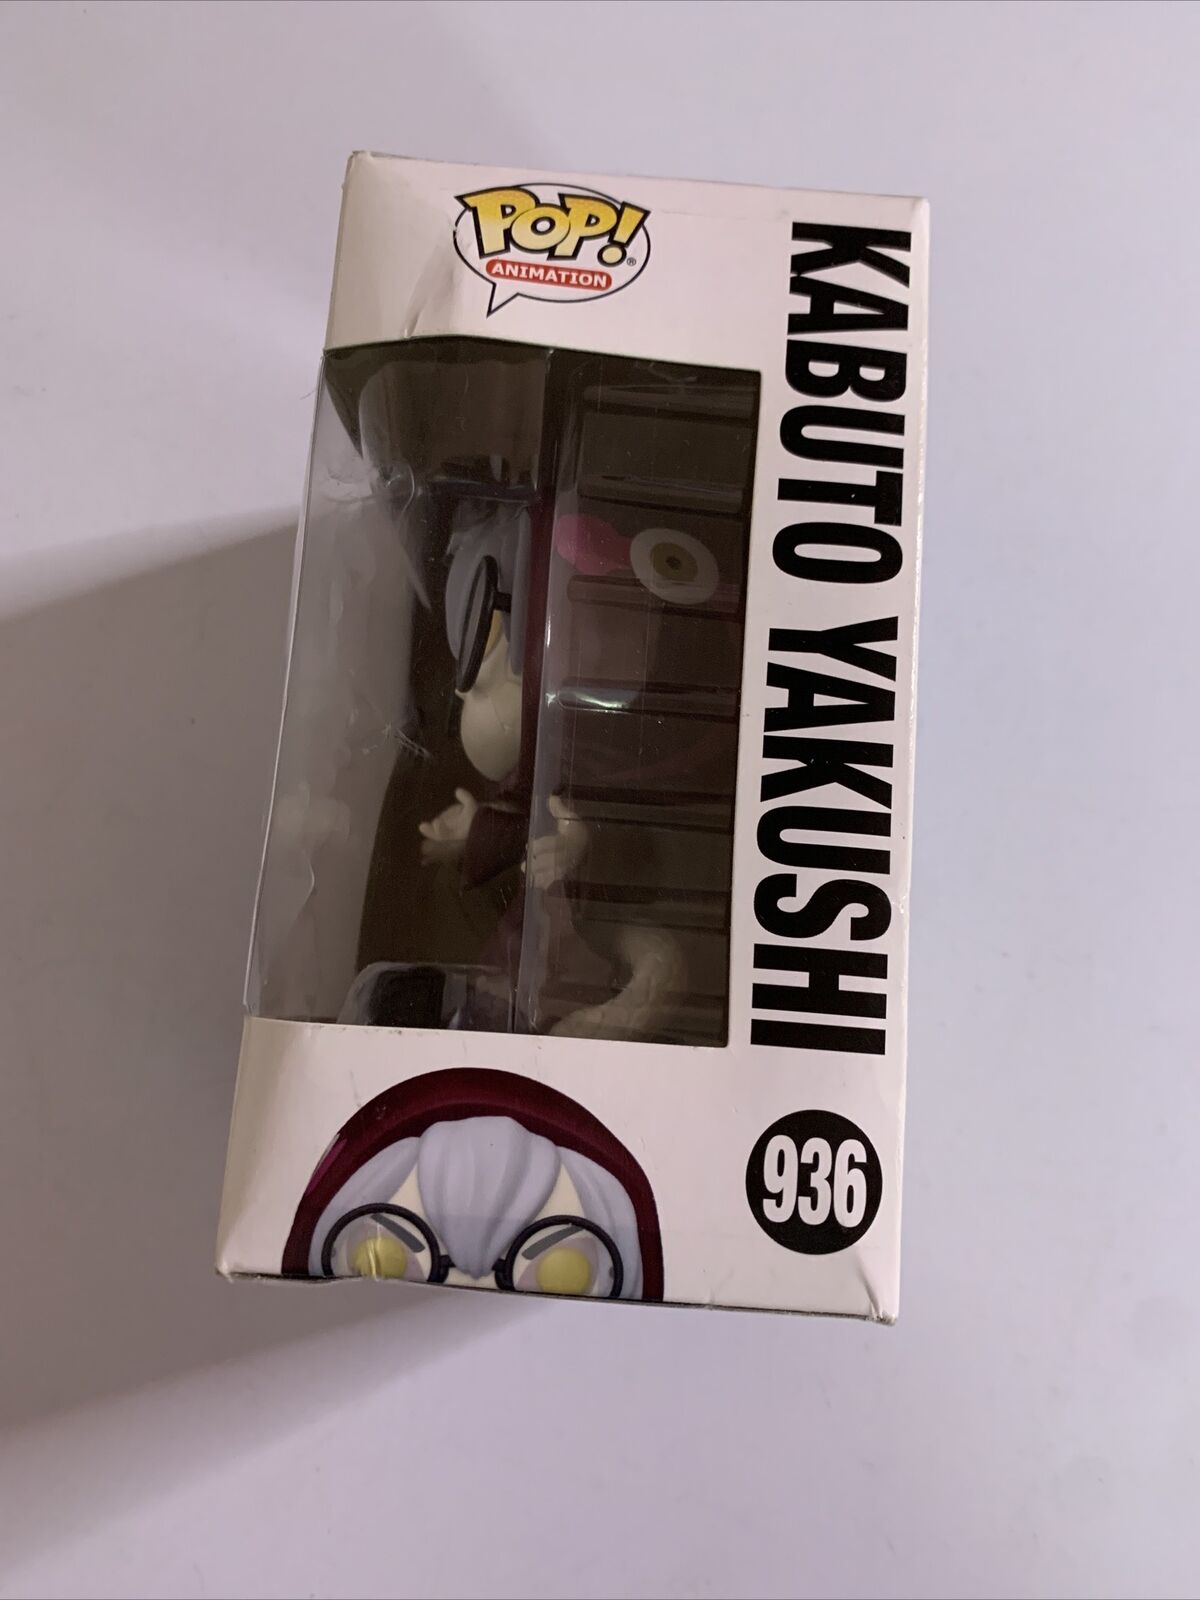 POP!
ANIMATION
KABUTO YAKUSHI
936